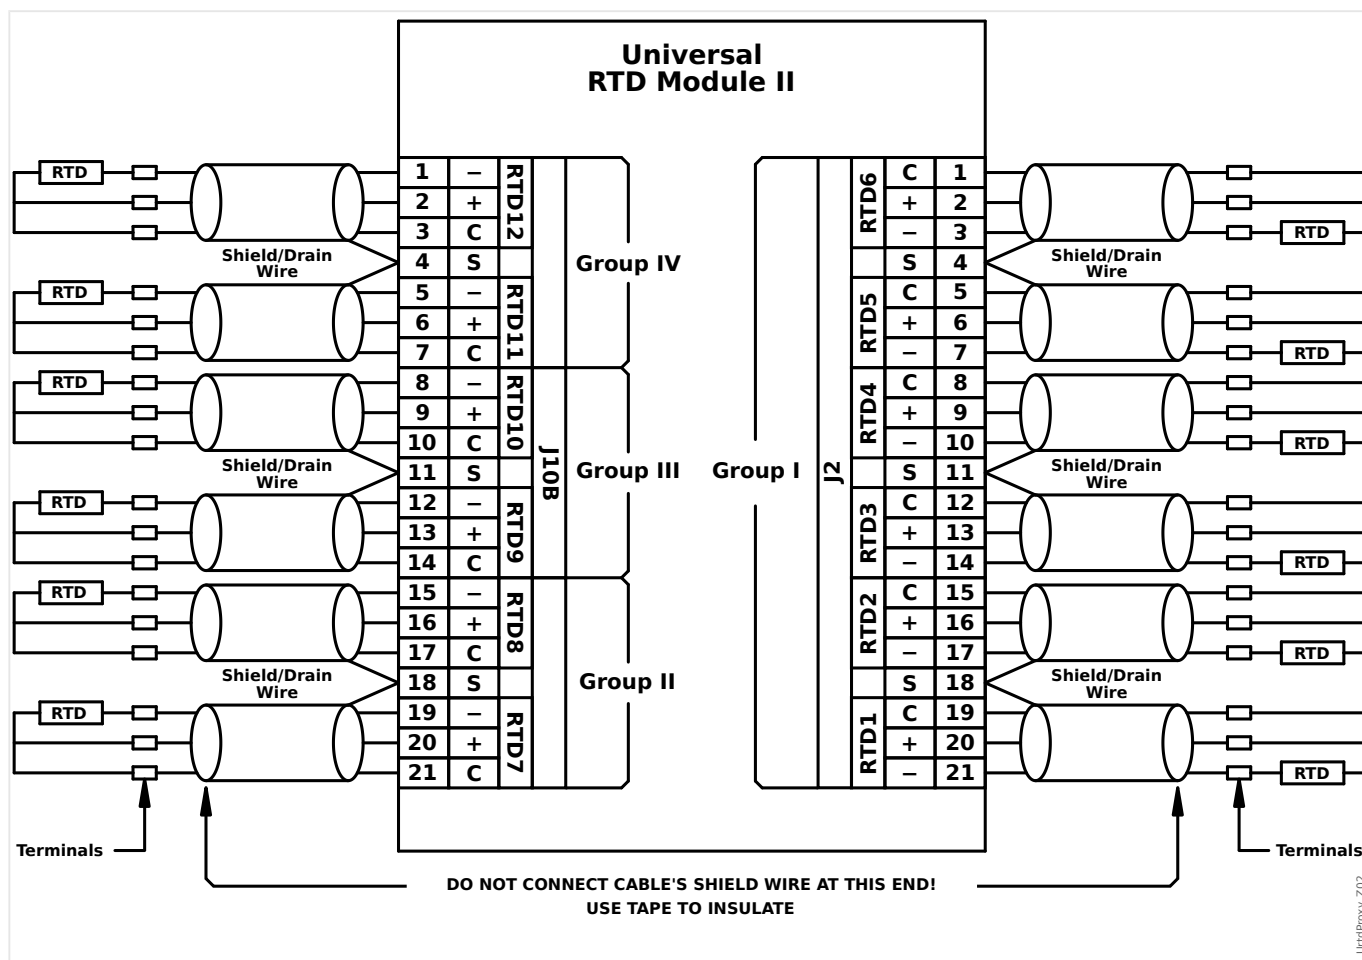 Universal
RTD Module II
RTD 1 − RTD12 RTD6 C 1
2 + + 2
3 C − 3 RTD
Shield/Drain Wire 4 S Group IV S 4 Shield/Drain Wire
RTD 5 − RTD11 RTD5 C 5
6 + + 6
7 C − 7 RTD
RTD 8 − RTD10 RTD4 C 8
9 + + 9
10 C − 10 RTD
Shield/Drain Wire 11 S J10B Group III Group I J2 S 11 Shield/Drain Wire
RTD 12 − RTD9 RTD3 C 12
13 + + 13
14 C − 14 RTD
RTD 15 − RTD8 RTD2 C 15
16 + + 16
17 C − 17 RTD
Shield/Drain Wire 18 S Group II S 18 Shield/Drain Wire
RTD 19 − RTD7 RTD1 C 19
20 + + 20
21 C − 21 RTD
Terminals Terminals
DO NOT CONNECT CABLE'S SHIELD WIRE AT THIS END!
USE TAPE TO INSULATE